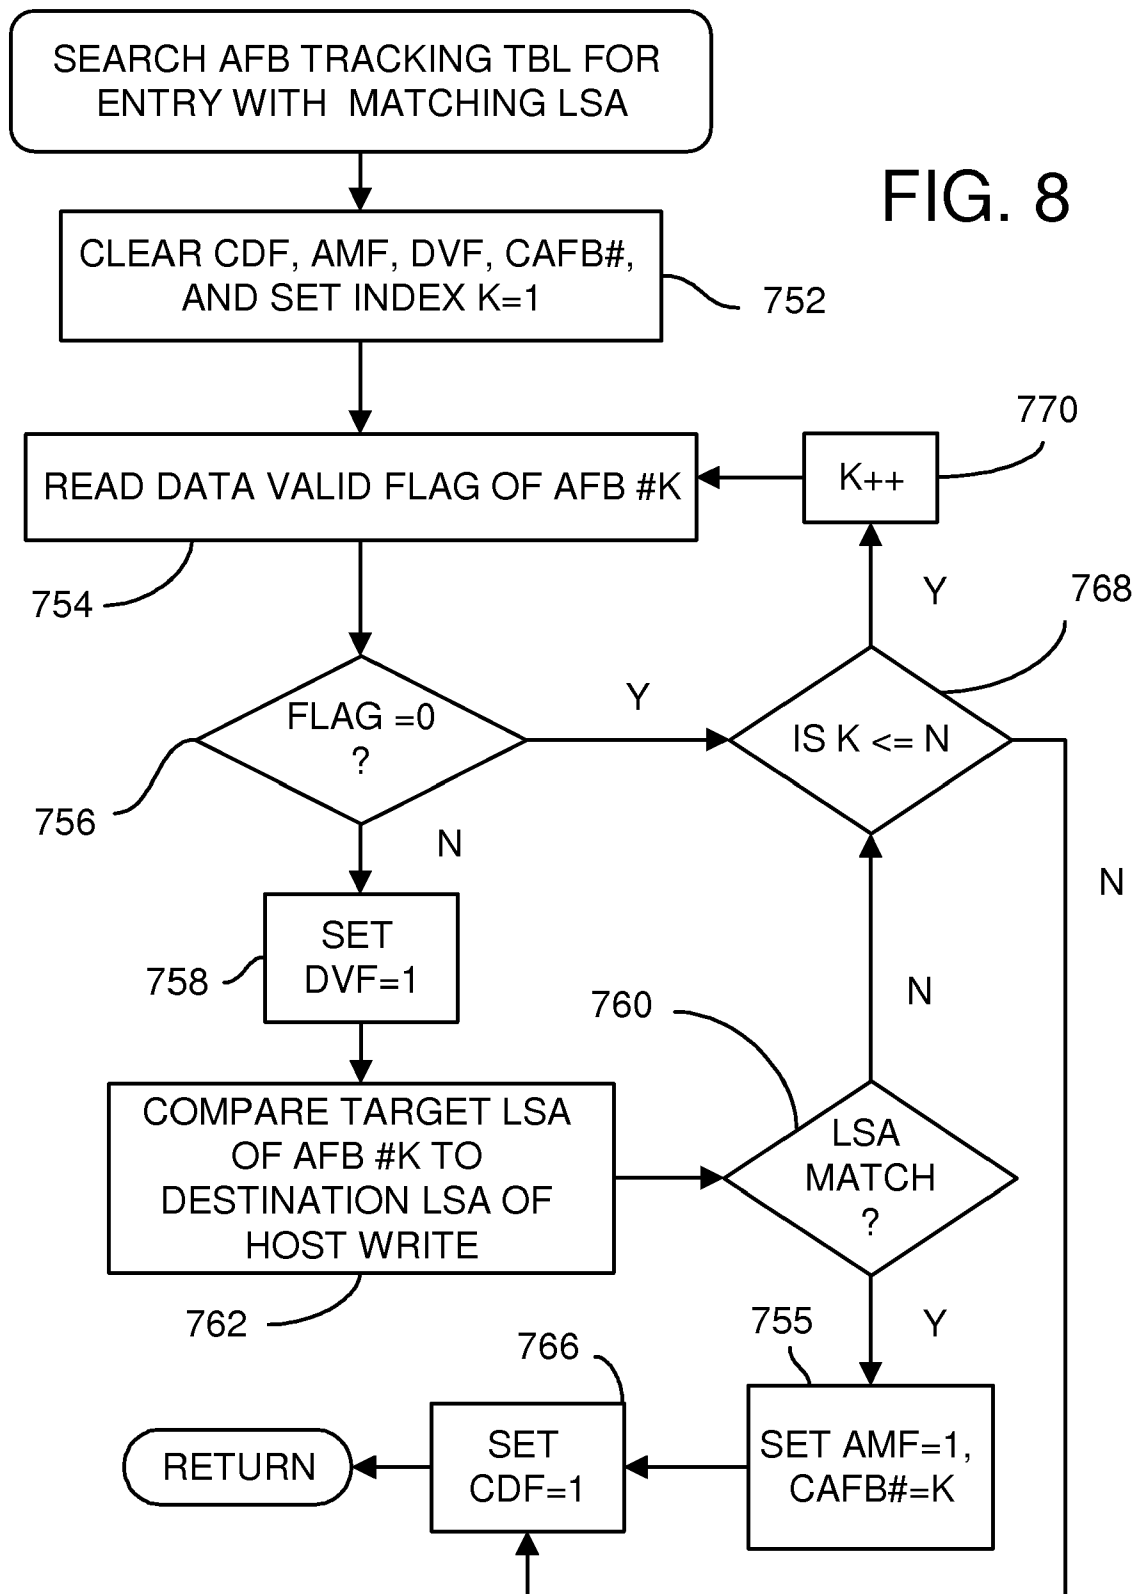 SEARCH AFB TRACKING TBL FOR
ENTRY WITH MATCHING LSA
FIG. 8
CLEAR CDF, AMF, DVF, CAFB#,
AND SET INDEX K=1
752
770
READ DATA VALID FLAG OF AFB #K
K++
754
Y
768
FLAG =0
?
Y
IS K <= N
756
N
N
SET
DVF=1
758
760
N
COMPARE TARGET LSA
OF AFB #K TO
DESTINATION LSA OF
HOST WRITE
LSA
MATCH
?
762
755
Y
766
SET AMF=1,
CAFB#=K
SET
CDF=1
RETURN